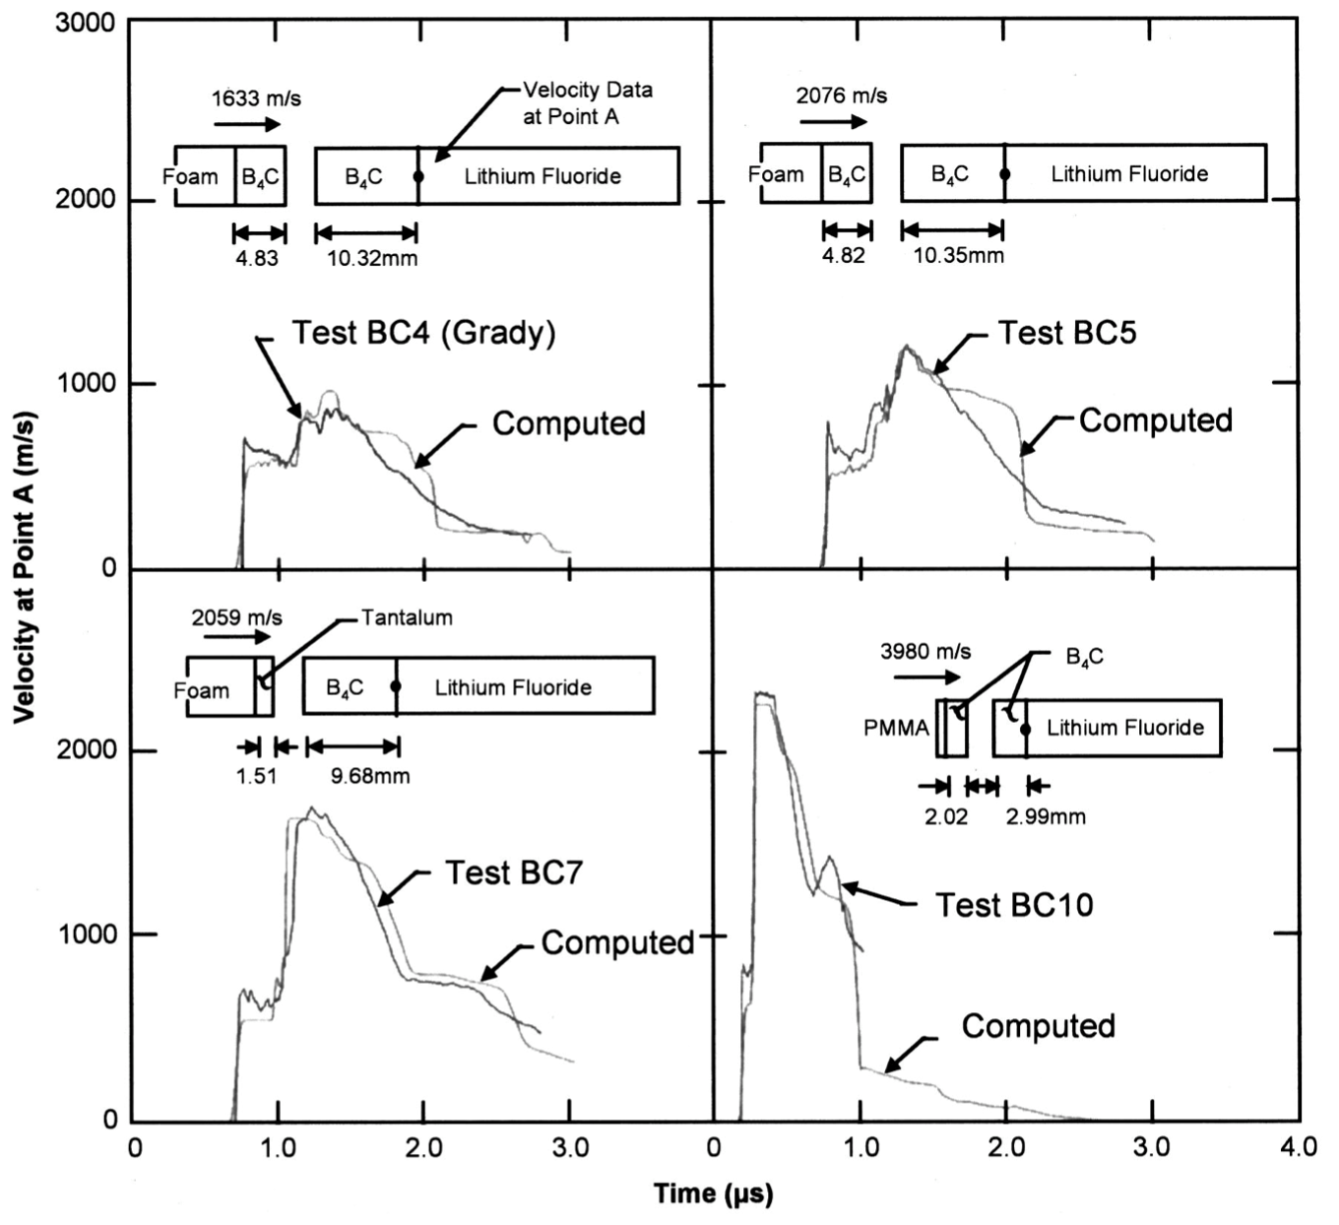 3000
2000
1000
0
1633 m/s
Velocity Data
at Point A
Foam
B₄C
B₄C
Lithium Fluoride
4.83
10.32mm
Test BC4 (Grady)
Computed
2076 m/s
Foam
B₄C
B₄C
Lithium Fluoride
4.82
10.35mm
Test BC5
Computed
Velocity at Point A (m/s)
2059 m/s
Tantalum
Foam
B₄C
Lithium Fluoride
2000
1.51
9.68mm
Test BC7
1000
Computed
0
3980 m/s
B₄C
PMMA
Lithium Fluoride
2.02
2.99mm
Test BC10
Computed
0 1.0 2.0 3.0 0 1.0 2.0 3.0 4.0
Time (µs)